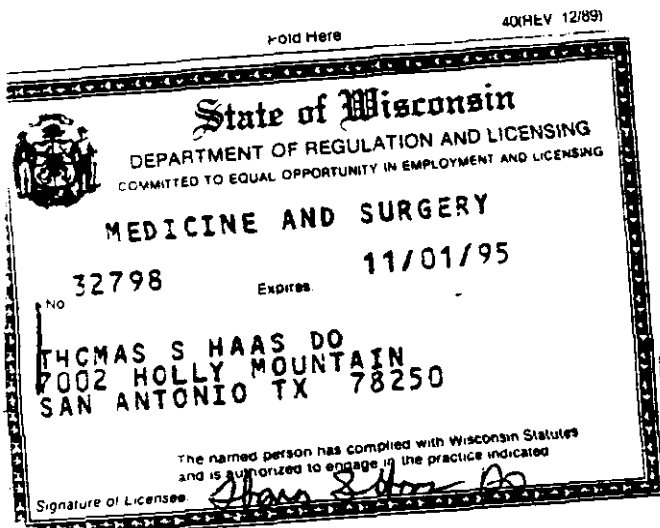 Fold Here
40(REV 12/89)
State of Wisconsin
DEPARTMENT OF REGULATION AND LICENSING
COMMITTED TO EQUAL OPPORTUNITY IN EMPLOYMENT AND LICENSING
MEDICINE AND SURGERY
No 32798 Expires 11/01/95
THOMAS S HAAS DO
7002 HOLLY MOUNTAIN
SAN ANTONIO TX 78250
The named person has complied with Wisconsin Statutes
and is authorized to engage in the practice indicated
Signature of Licensee Thomas S Haas DO